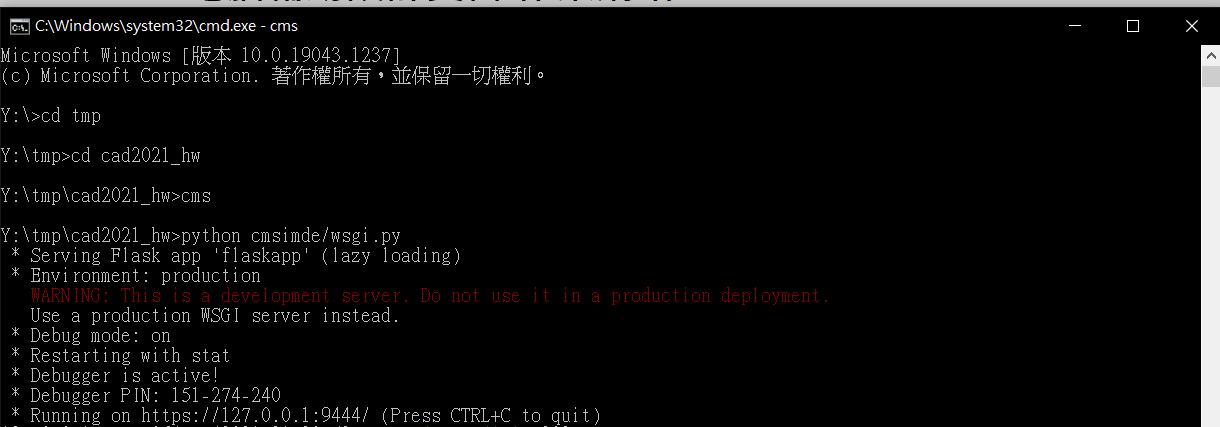 C:\Windows\system32\cmd.exe - cms
Microsoft Windows [版本 10.0.19043.1237]
(c) Microsoft Corporation. 著作權所有，並保留一切權利。
Y:\>cd tmp
Y:\tmp>cd cad2021_hw
Y:\tmp\cad2021_hw>cms
Y:\tmp\cad2021_hw>python cmsimde/wsgi.py
* Serving Flask app 'flaskapp' (lazy loading)
* Environment: production
WARNING: This is a development server. Do not use it in a production deployment.
Use a production WSGI server instead.
* Debug mode: on
* Restarting with stat
* Debugger is active!
* Debugger PIN: 151-274-240
* Running on https://127.0.0.1:9444/ (Press CTRL+C to quit)